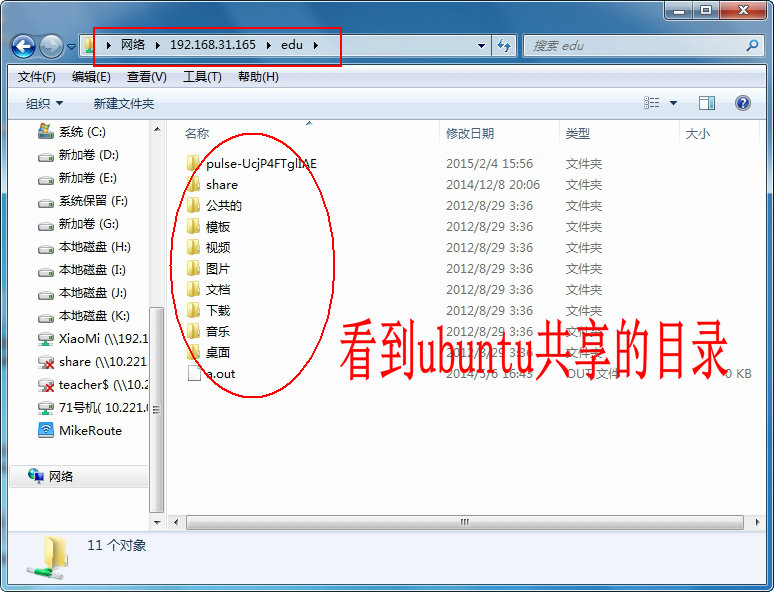 网络 192.168.31.165 edu
搜索 edu
文件(F) 编辑(E) 查看(V) 工具(T) 帮助(H)
组织 新建文件夹
系统 (C:)
新加卷 (D:)
新加卷 (E:)
系统保留 (F:)
新加卷 (G:)
本地磁盘 (H:)
本地磁盘 (I:)
本地磁盘 (J:)
本地磁盘 (K:)
XiaoMi (\\192.1
share (\\10.221
teacher$ (\\10.2
71号机( 10.221.0
MikeRoute
网络
名称 修改日期 类型 大小
2015/2/4 15:56 文件夹
share 2014/12/8 20:06 文件夹
公共的 2012/8/29 3:36 文件夹
模板 2012/8/29 3:36 文件夹
视频 2012/8/29 3:36 文件夹
图片 2012/8/29 3:36 文件夹
文档 2012/8/29 3:36 文件夹
下载 2012/8/29 3:36 文件夹
音乐 2012/8/29 3:36 文件夹
桌面 2012/8/29 3:36 文件夹
a.out 2014/5/6 16:43 OUT 文件 0 KB
看到ubuntu共享的目录
11 个对象